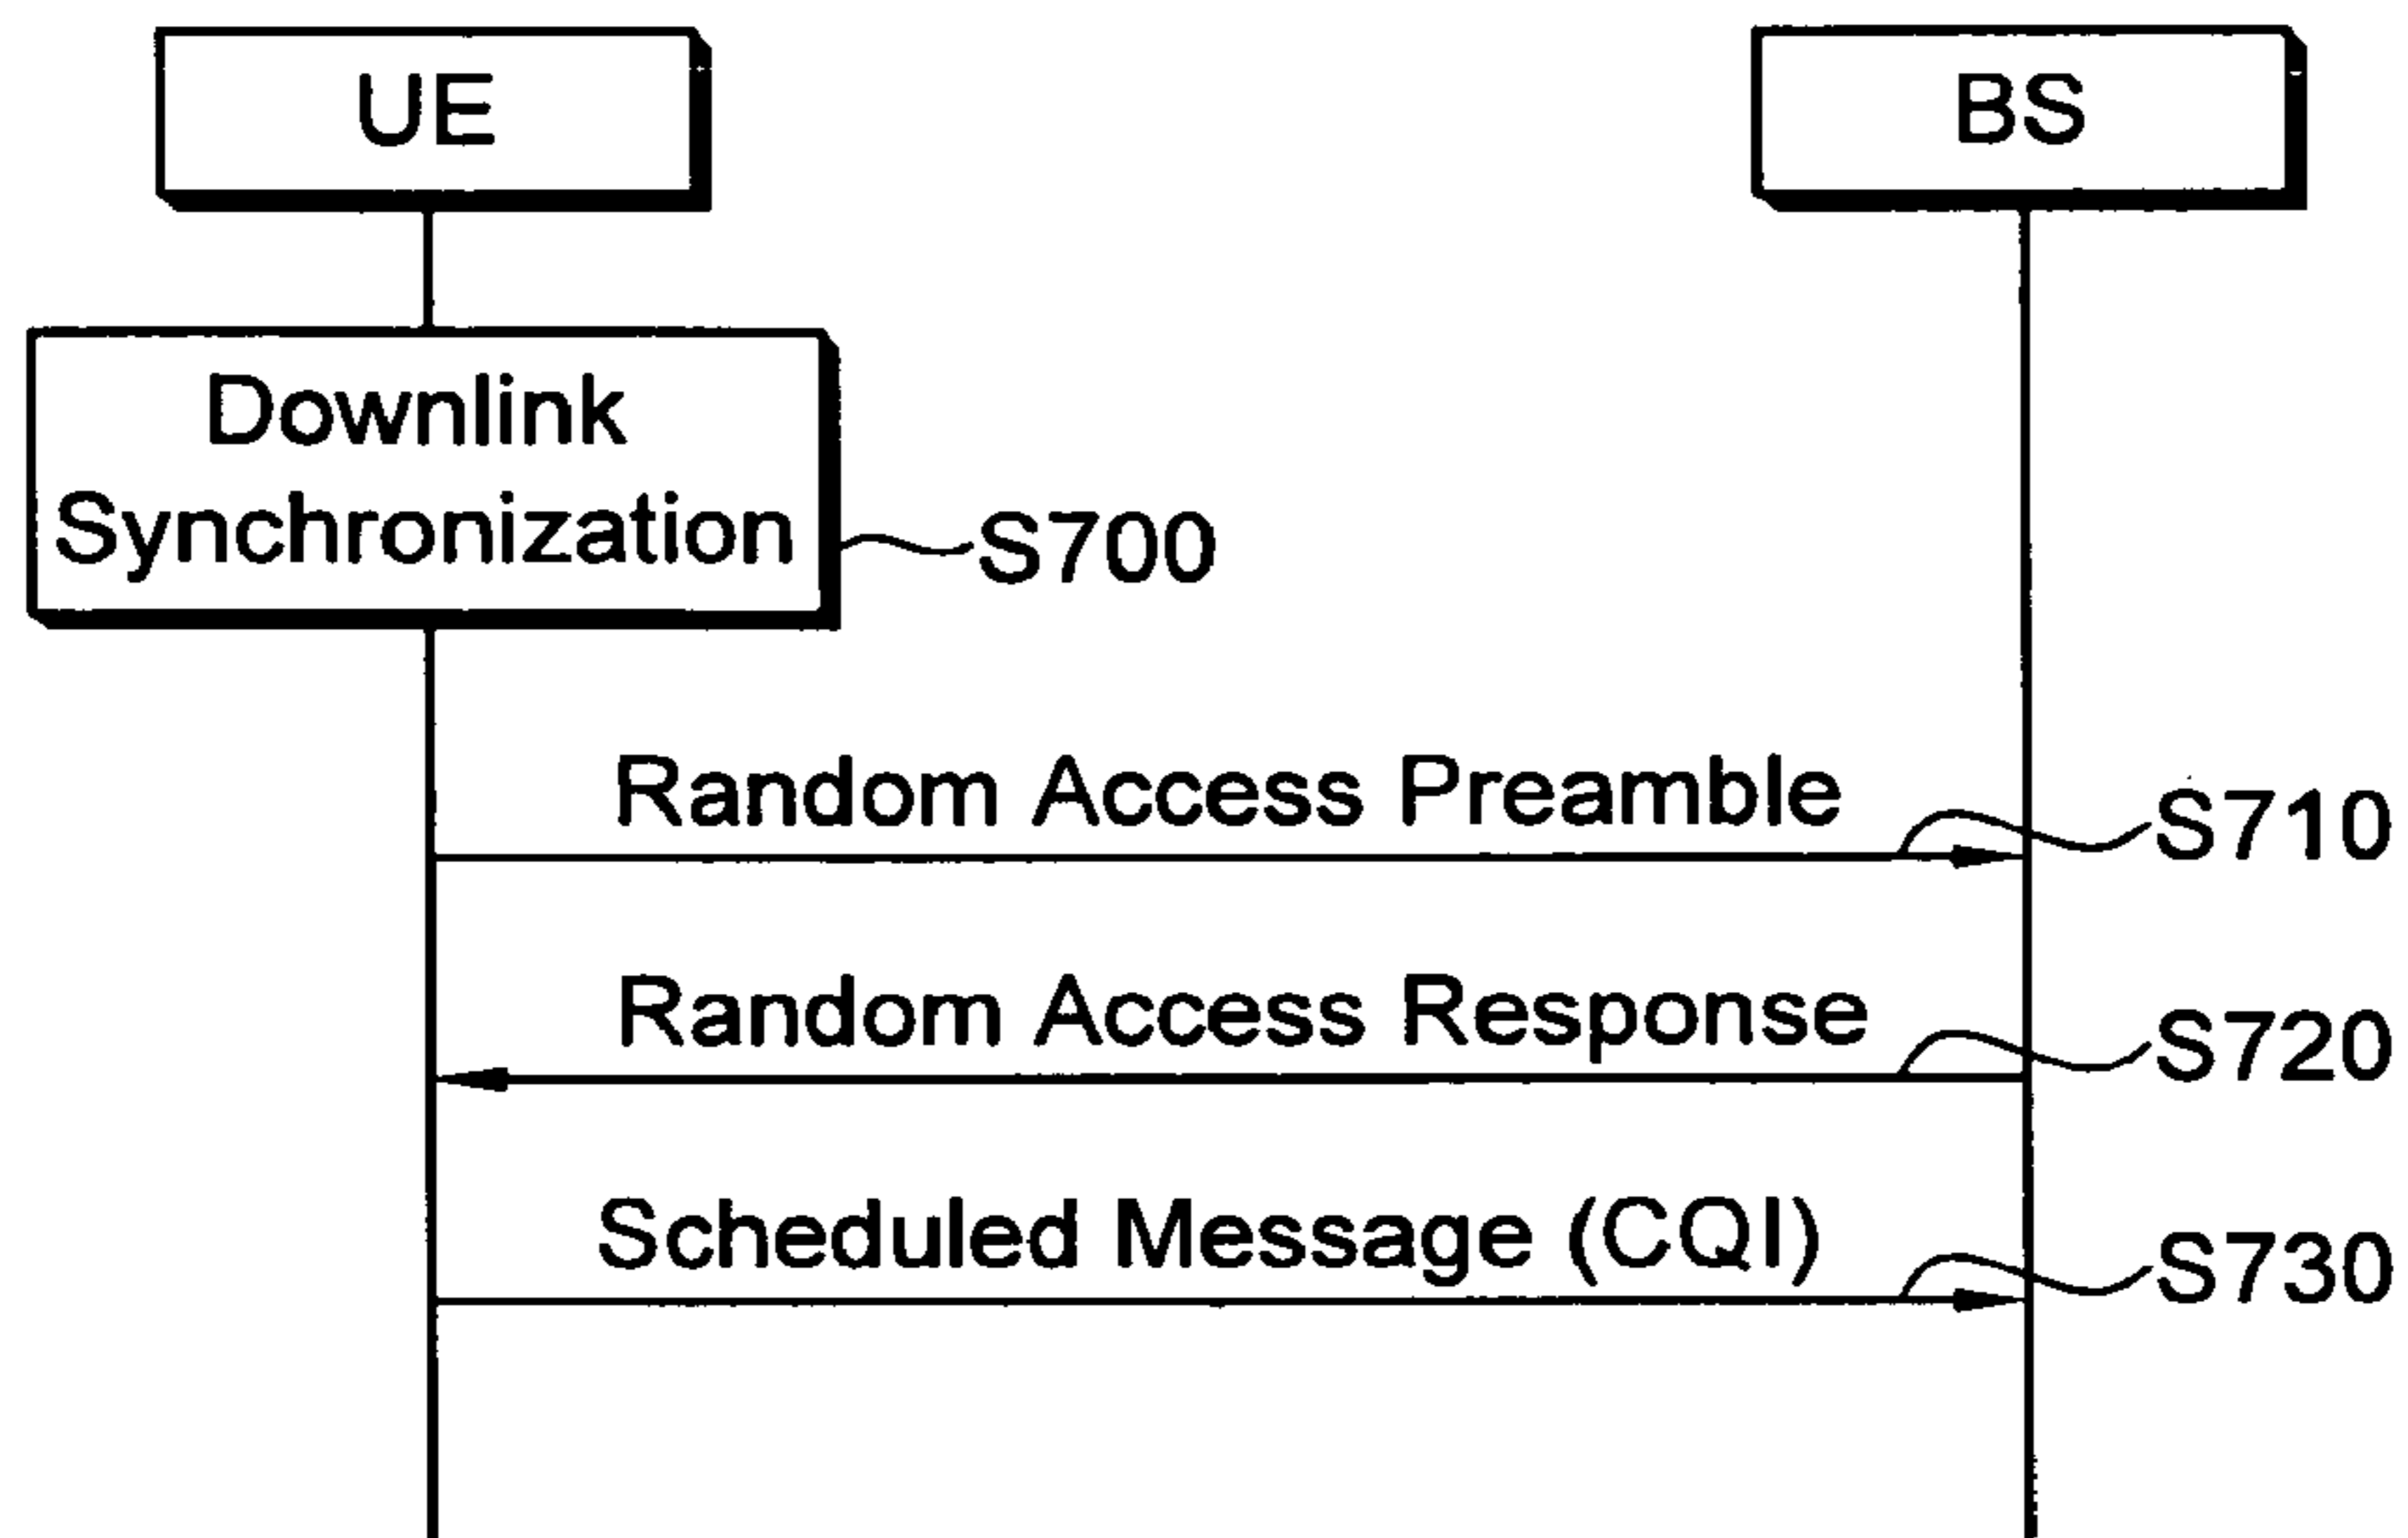 UE
BS
Downlink
Synchronization
S700
Random Access Preamble
S710
Random Access Response
S720
Scheduled Message (CQI)
S730